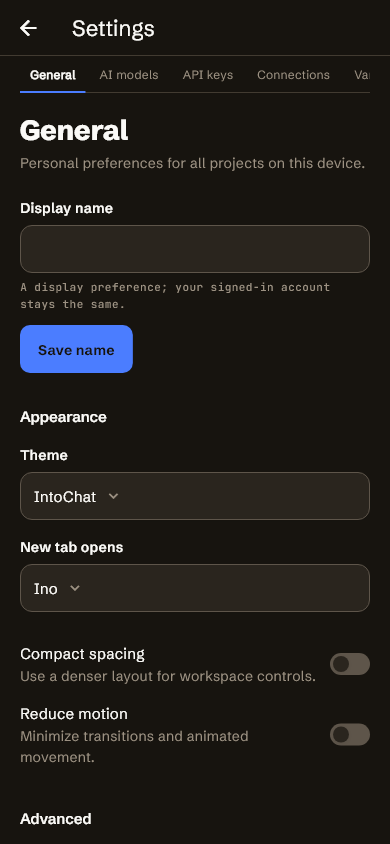 Settings
General
AI models
API keys
Connections
General
Personal preferences for all projects on this device.
Display name
A display preference; your signed-in account
stays the same.
Save name
Appearance
Theme
IntoChat
New tab opens
Ino
Compact spacing
Use a denser layout for workspace controls.
Reduce motion
Minimize transitions and animated
movement.
Advanced